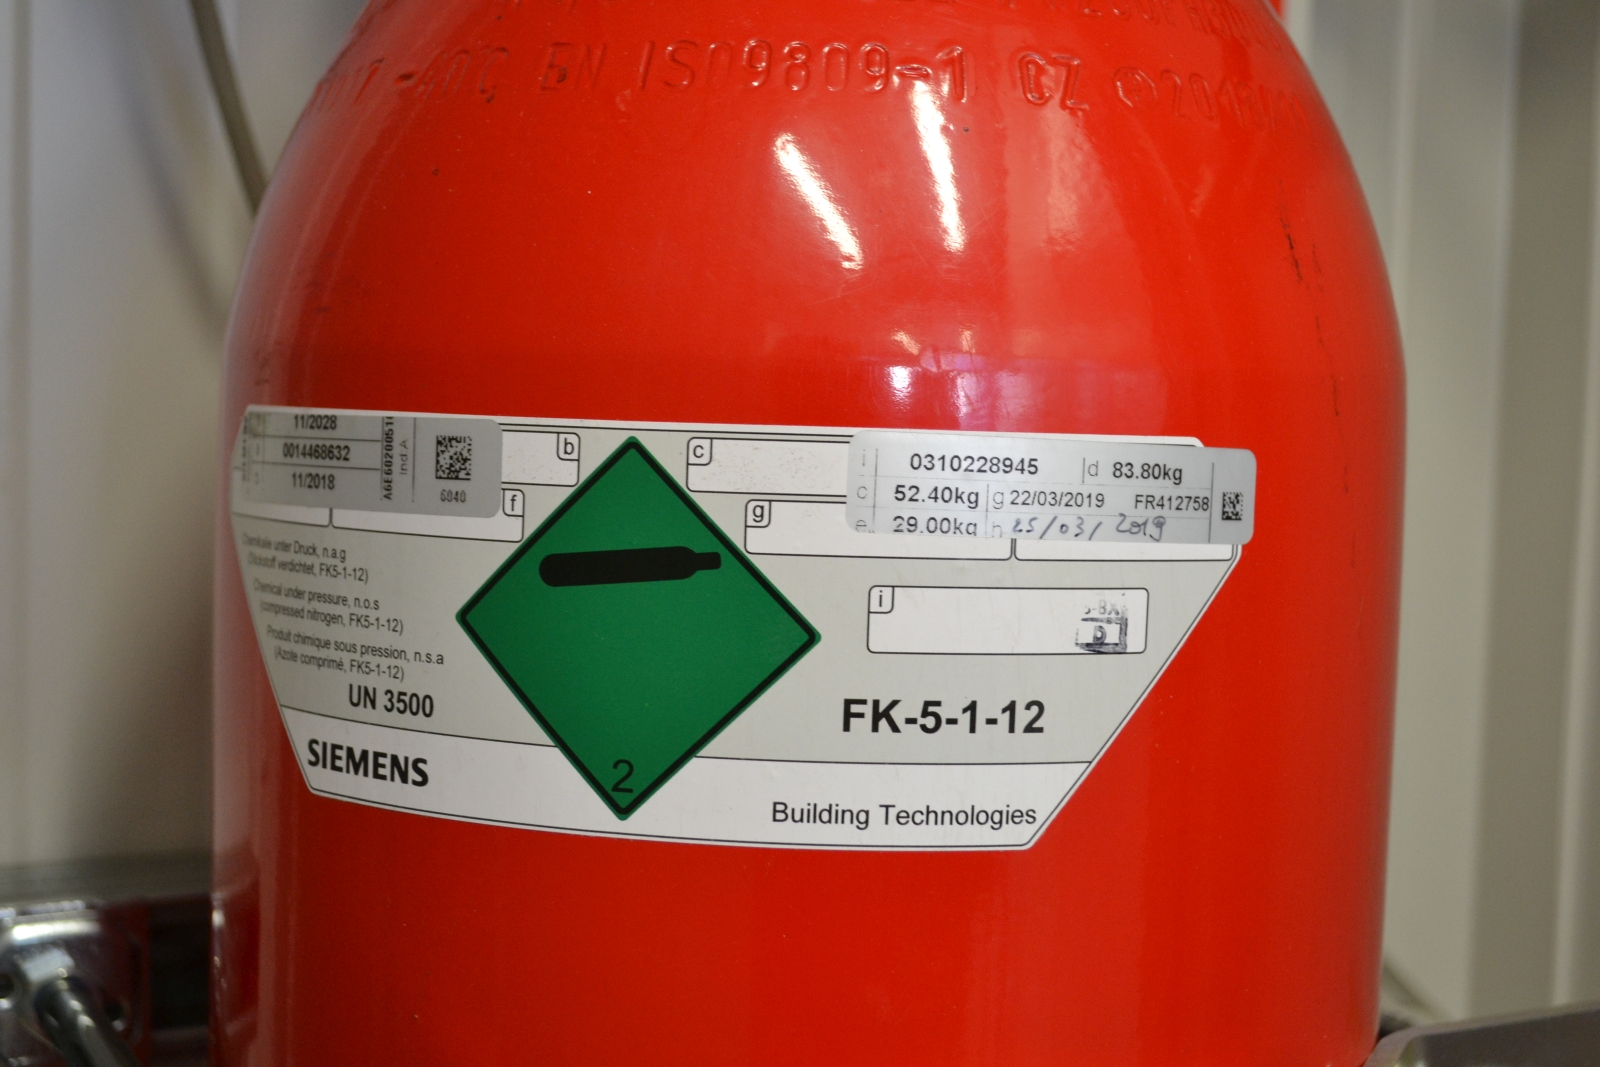 -40°C EN ISO9809-1 CZ
11/2028
0014468632
11/2018
A6E60200510
ind A
6040
b
f
c
g
i 0310228945 d 83.80kg
c 52.40kg g 22/03/2019 FR412758
e 29.00kg h 25/03/2019
i
D
Chemikalie unter Druck, n.a.g
(Stickstoff verdichtet, FK5-1-12)
Chemical under pressure, n.o.s
(compressed nitrogen, FK5-1-12)
Produit chimique sous pression, n.s.a
(Azote comprimé, FK5-1-12)
UN 3500
FK-5-1-12
SIEMENS
2
Building Technologies